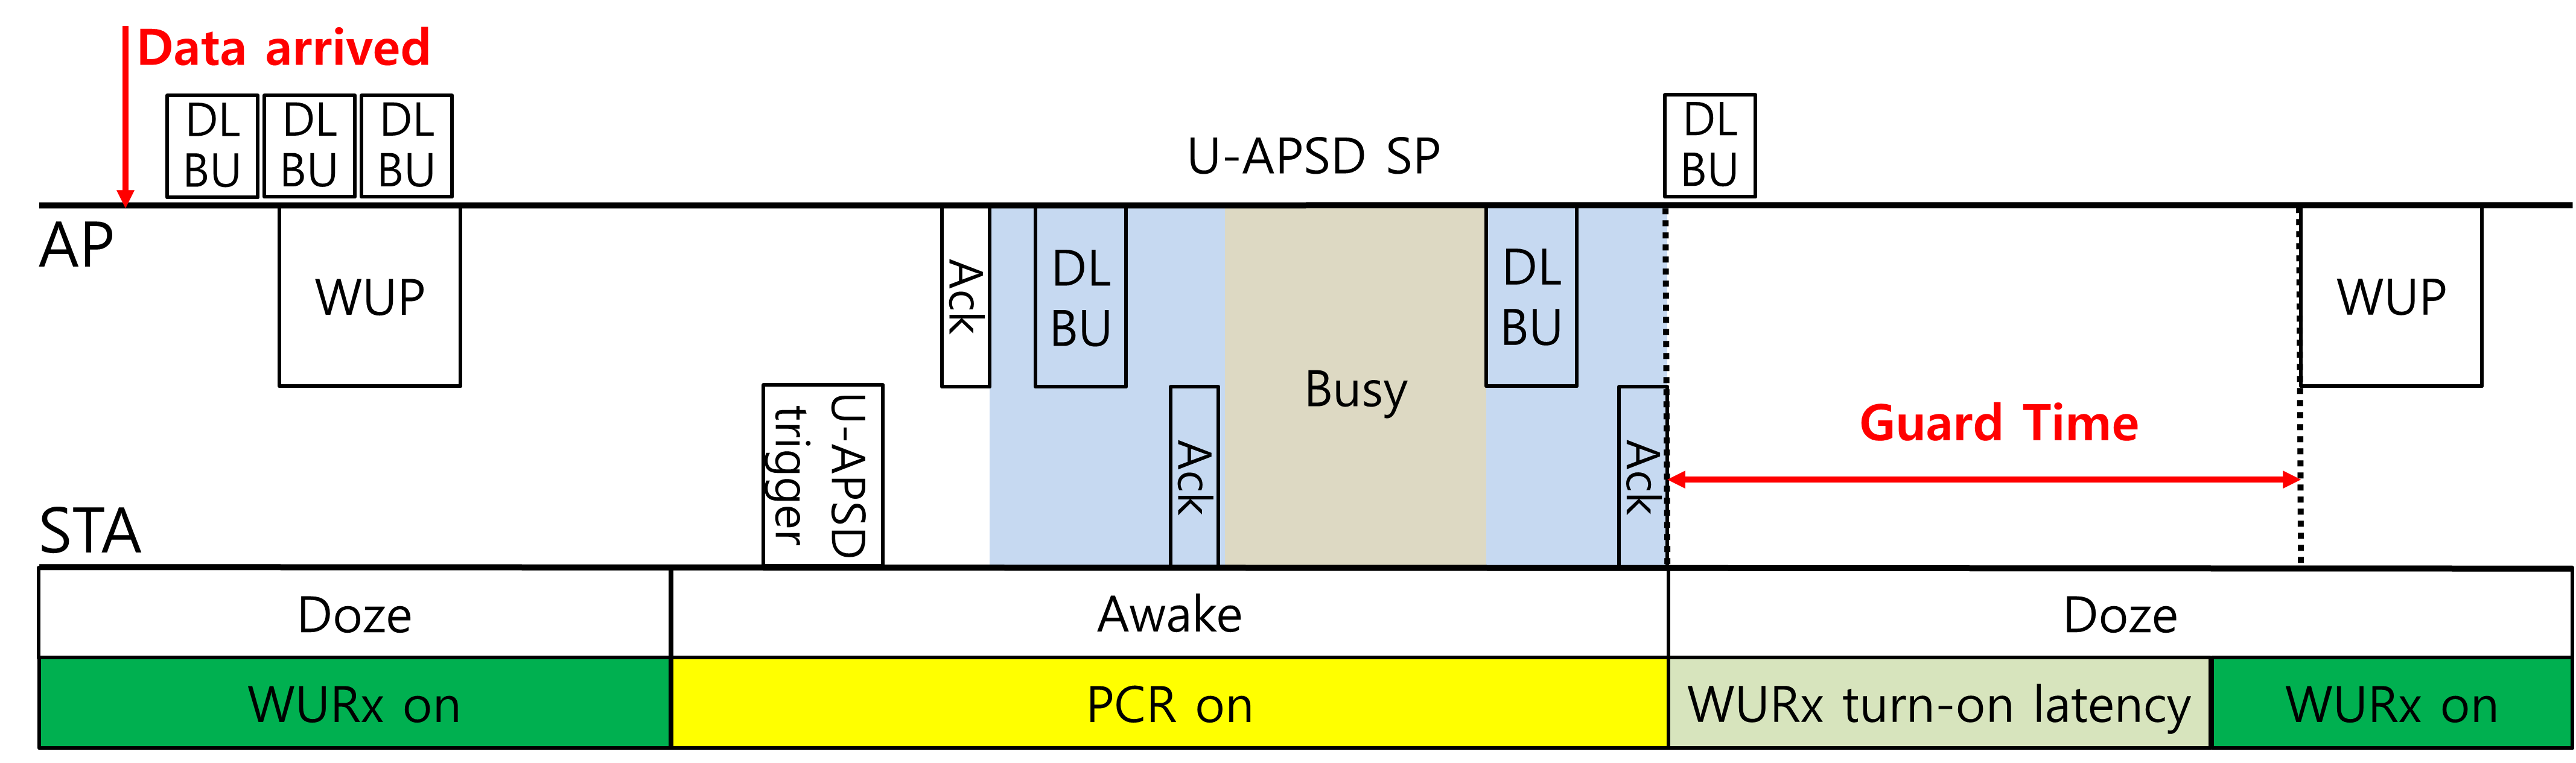 Data arrived
DL
BU
DL
BU
DL
BU
U-APSD SP
DL
BU
AP
WUP
Ack
DL
BU
DL
BU
WUP
Busy
U-APSD
trigger
Ack
Ack
Guard Time
STA
Doze
Awake
Doze
WURx on
PCR on
WURx turn-on latency
WURx on